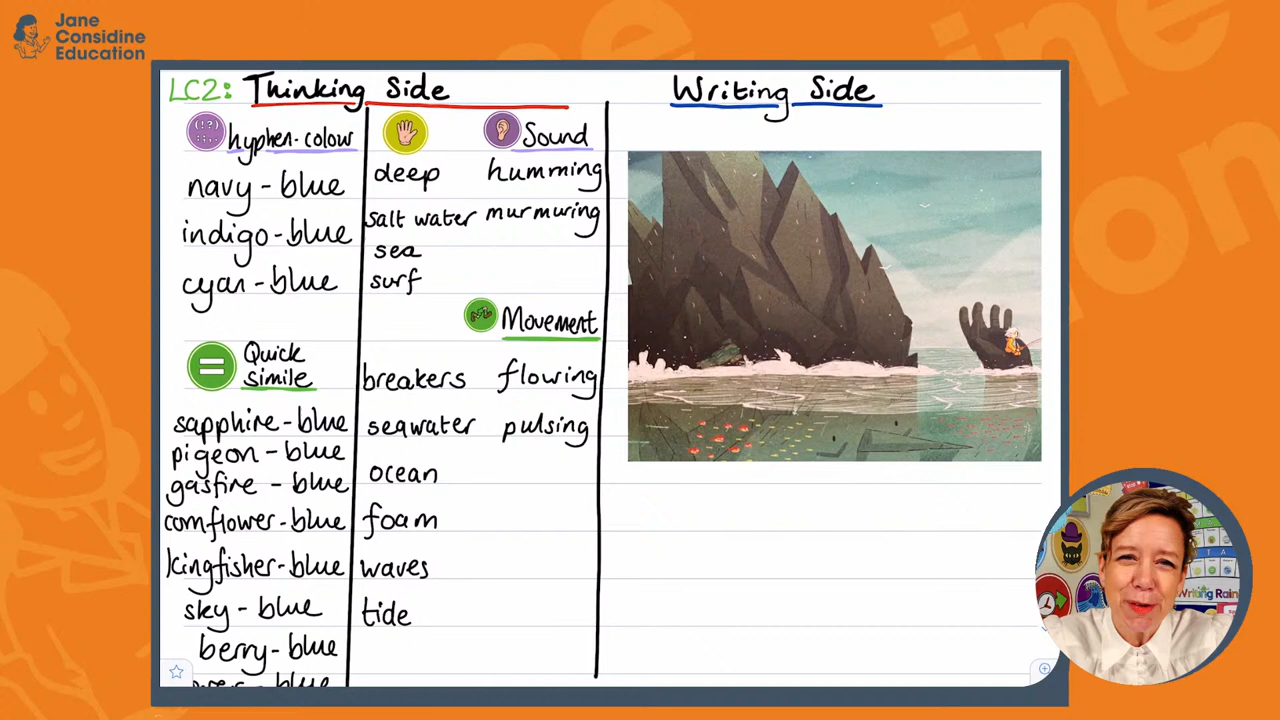 Jane
Considine
Education
LC2: Thinking Side
Writing Side
(!?)
hyphen-colour
navy-blue
indigo-blue
cyan-blue
=
Quick
Simile
sapphire-blue
pigeon-blue
gasfire-blue
cornflower-blue
kingfisher-blue
sky-blue
berry-blue
deep
salt water
sea
surf
breakers
seawater
ocean
foam
waves
tide
Sound
humming
murmuring
Movement
flowing
pulsing